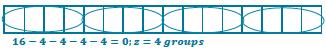 16 − 4 − 4 − 4 − 4 = 0; z = 4 groups